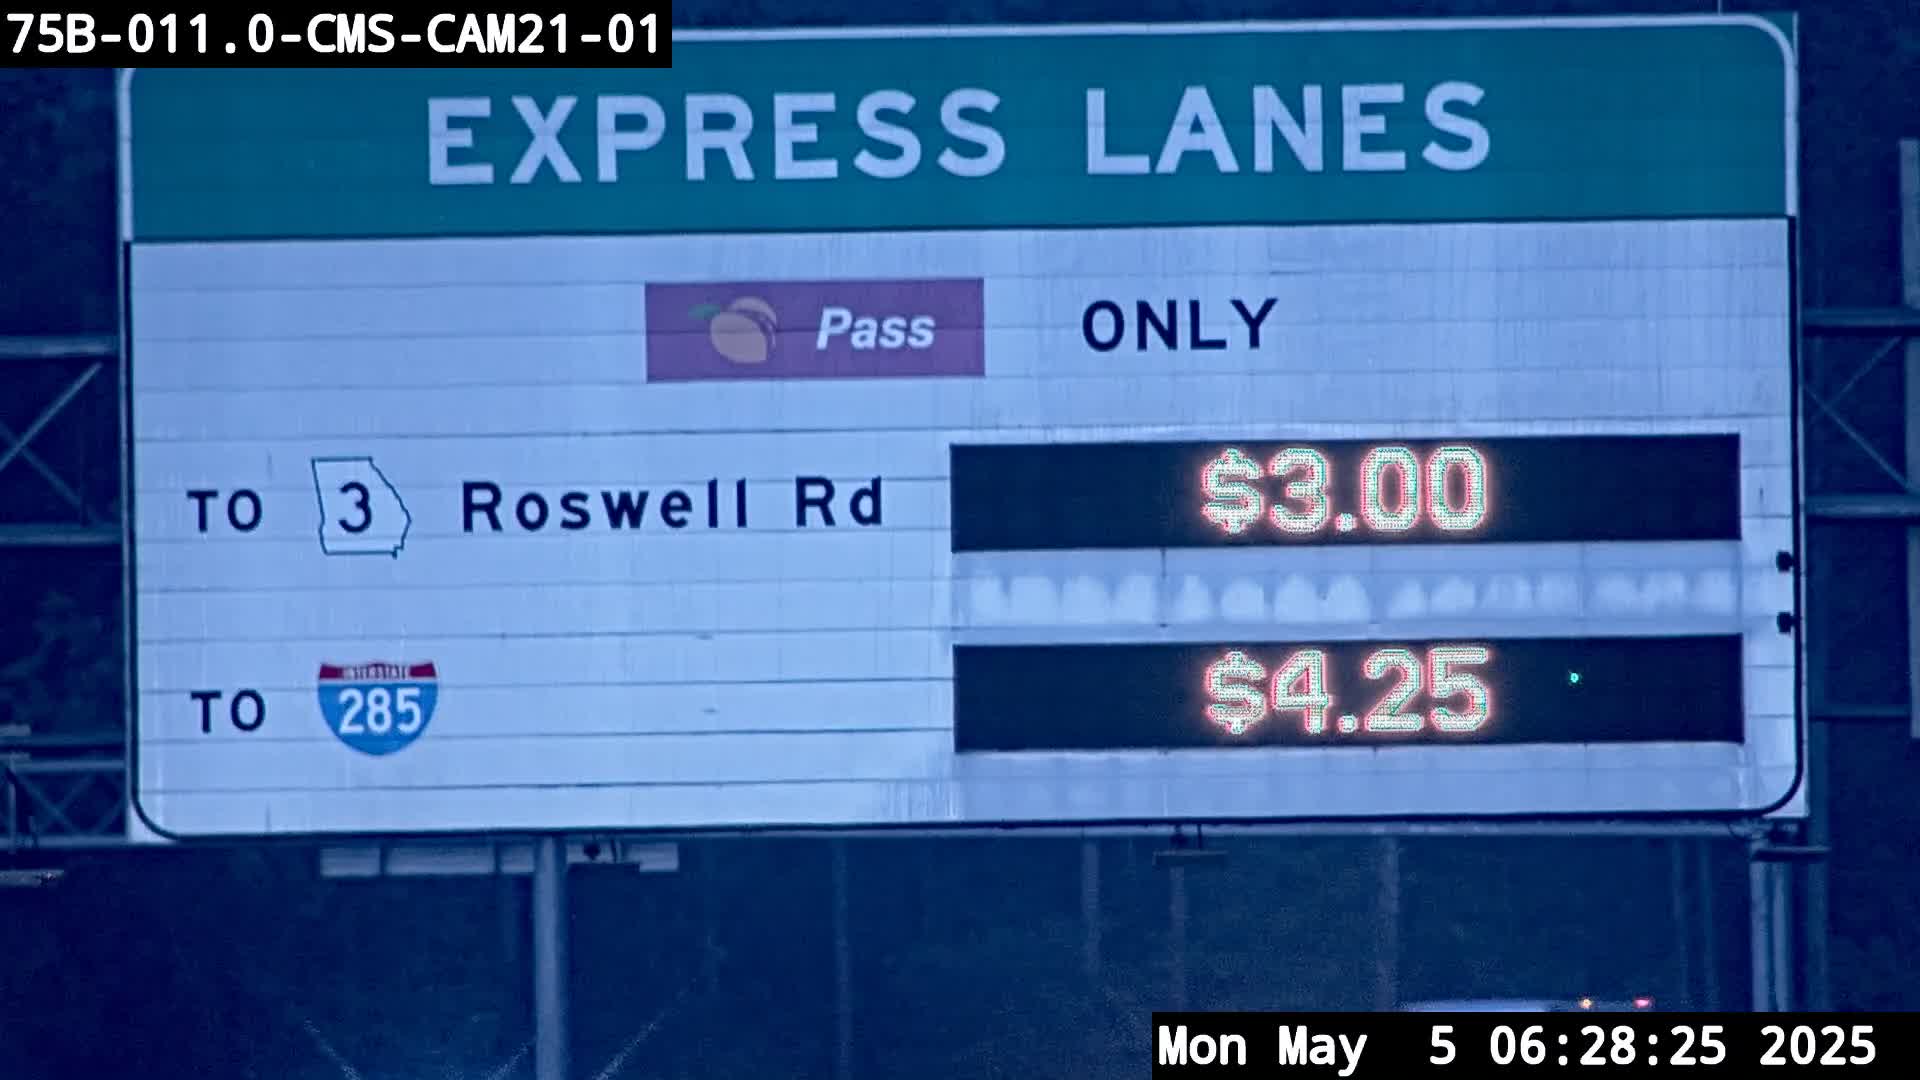 75B-011.0-CMS-CAM21-01
EXPRESS LANES
Pass ONLY
TO 3 Roswell Rd $3.00
TO INTERSTATE 285 $4.25
Mon May 5 06:28:25 2025